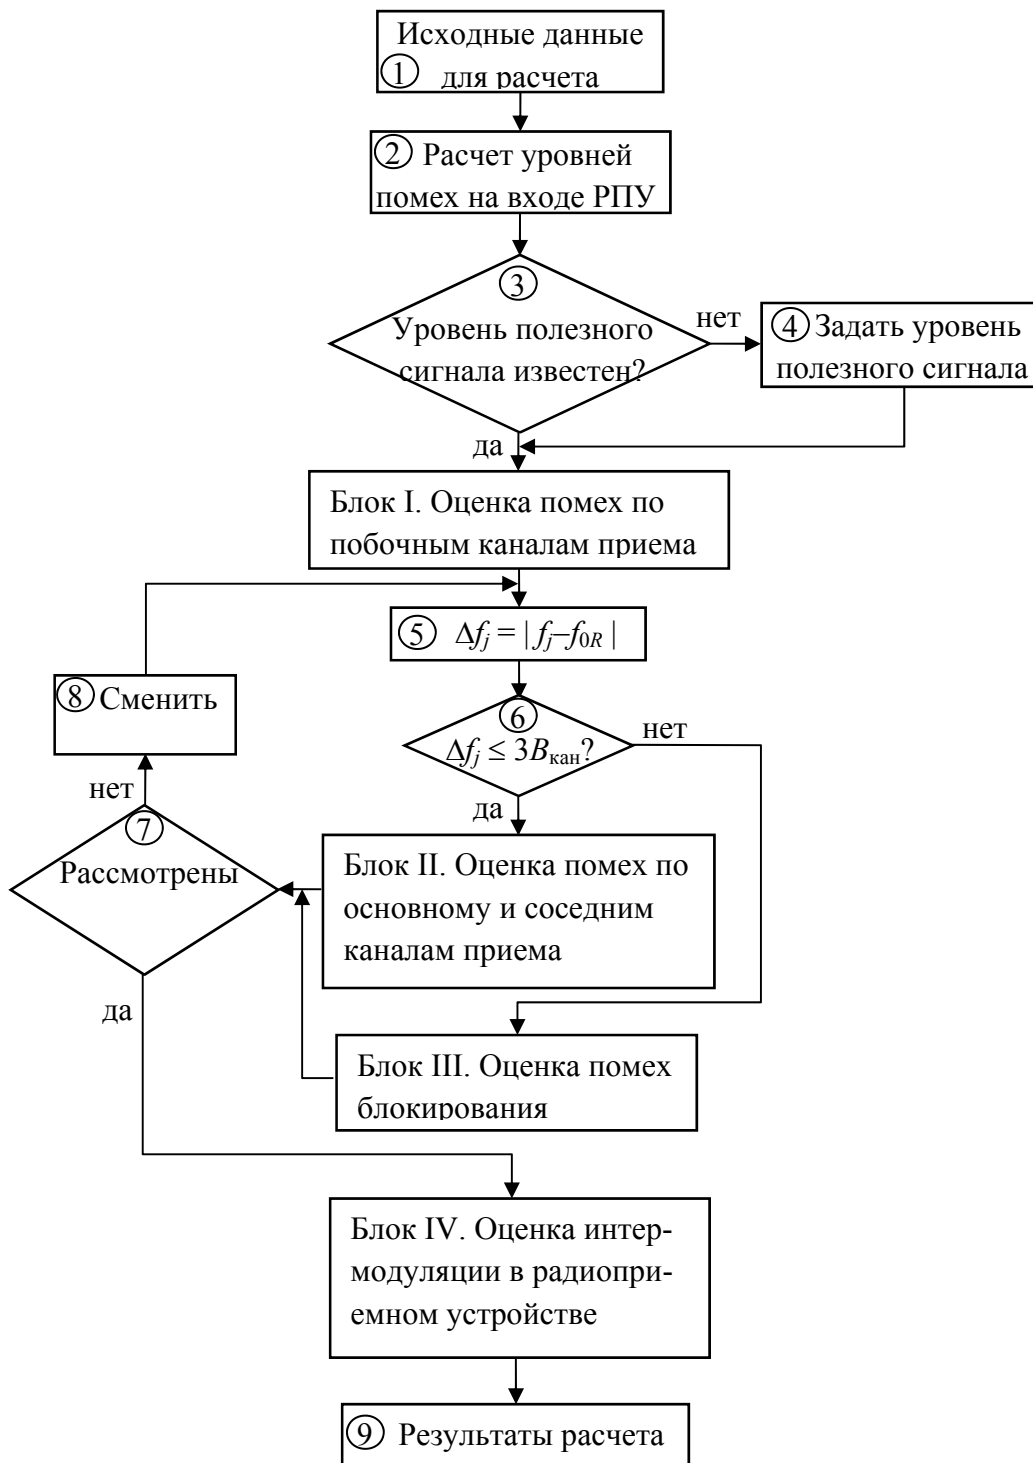 Исходные данные
① для расчета
② Расчет уровней
помех на входе РПУ
③
Уровень полезного
сигнала известен?
нет
④ Задать уровень
полезного сигнала
да
Блок I. Оценка помех по
побочным каналам приема
⑤ Δfj = | fj–f0R |
⑧ Сменить
⑥
Δfj ≤ 3Bкан?
нет
нет
да
⑦
Рассмотрены
Блок II. Оценка помех по
основному и соседним
каналам приема
да
Блок III. Оценка помех
блокирования
Блок IV. Оценка интер-
модуляции в радиопри-
емном устройстве
⑨ Результаты расчета